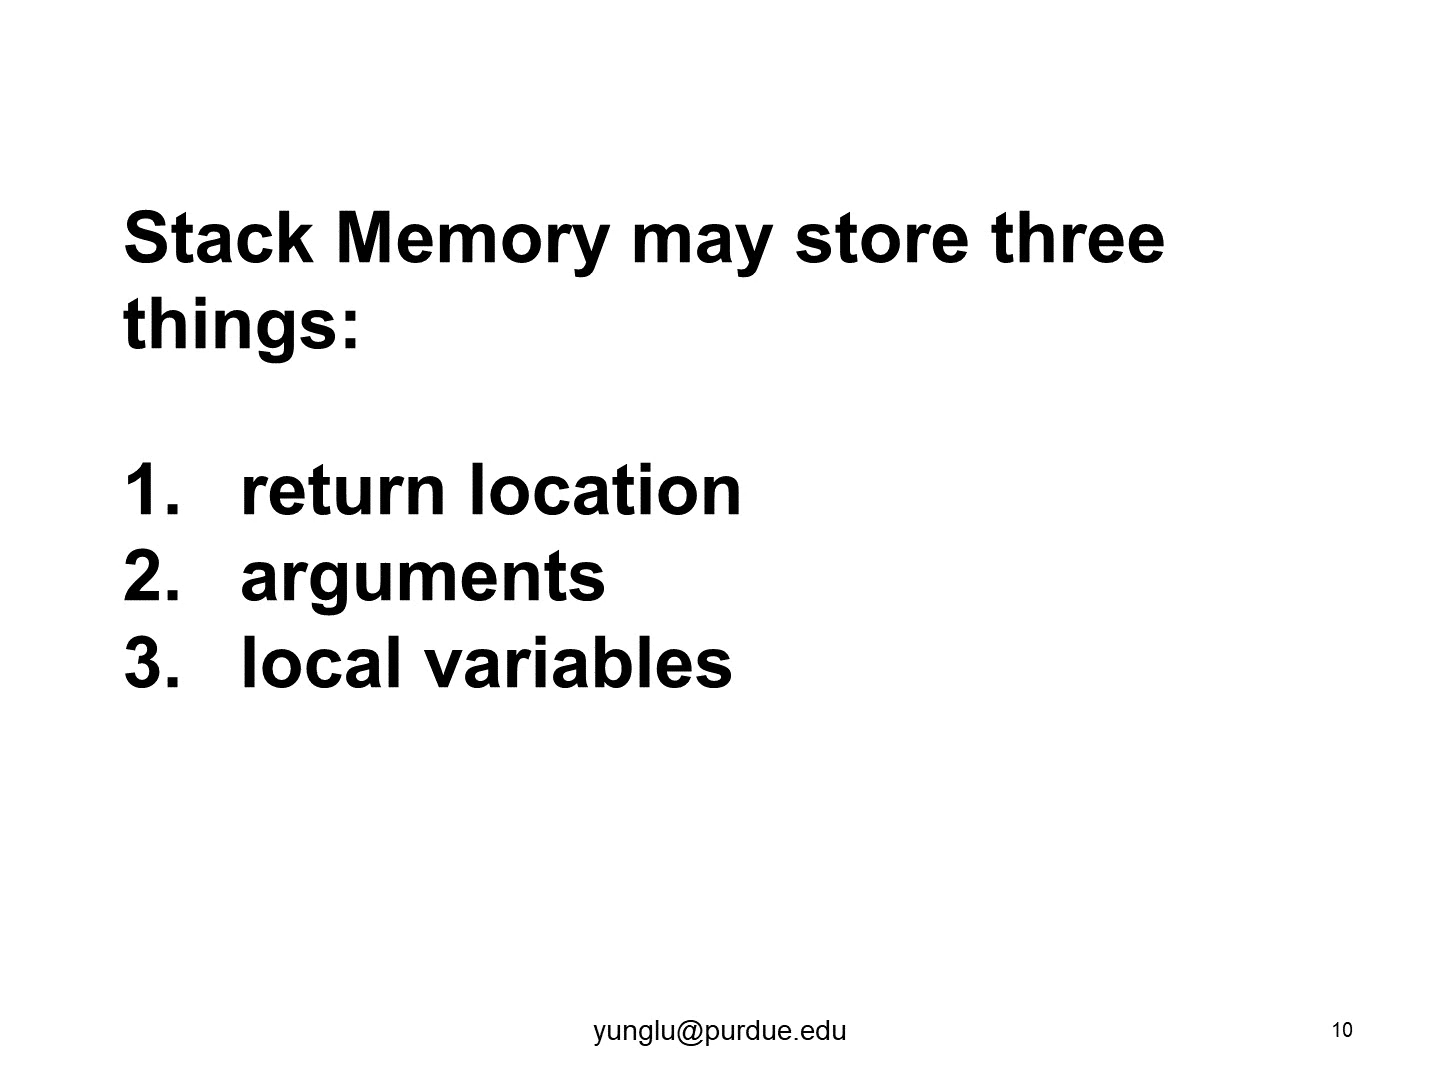 Stack Memory may store three
things:
1. return location
2. arguments
3. local variables
yunglu@purdue.edu
10